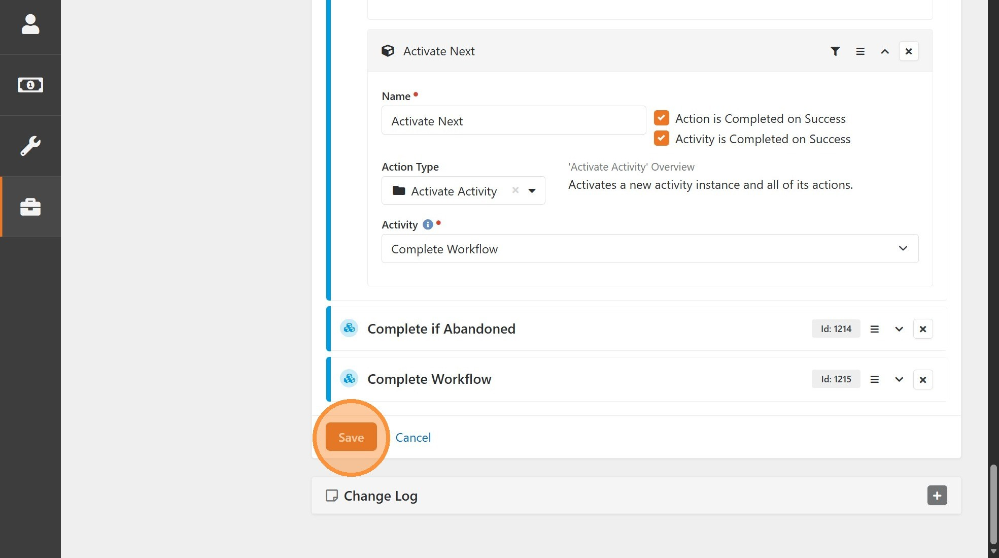 Activate Next
Name
Activate Next
Action is Completed on Success
Activity is Completed on Success
Action Type
'Activate Activity' Overview
Activate Activity
Activates a new activity instance and all of its actions.
Activity
Complete Workflow
Complete if Abandoned
Id: 1214
Complete Workflow
Id: 1215
Save
Cancel
Change Log